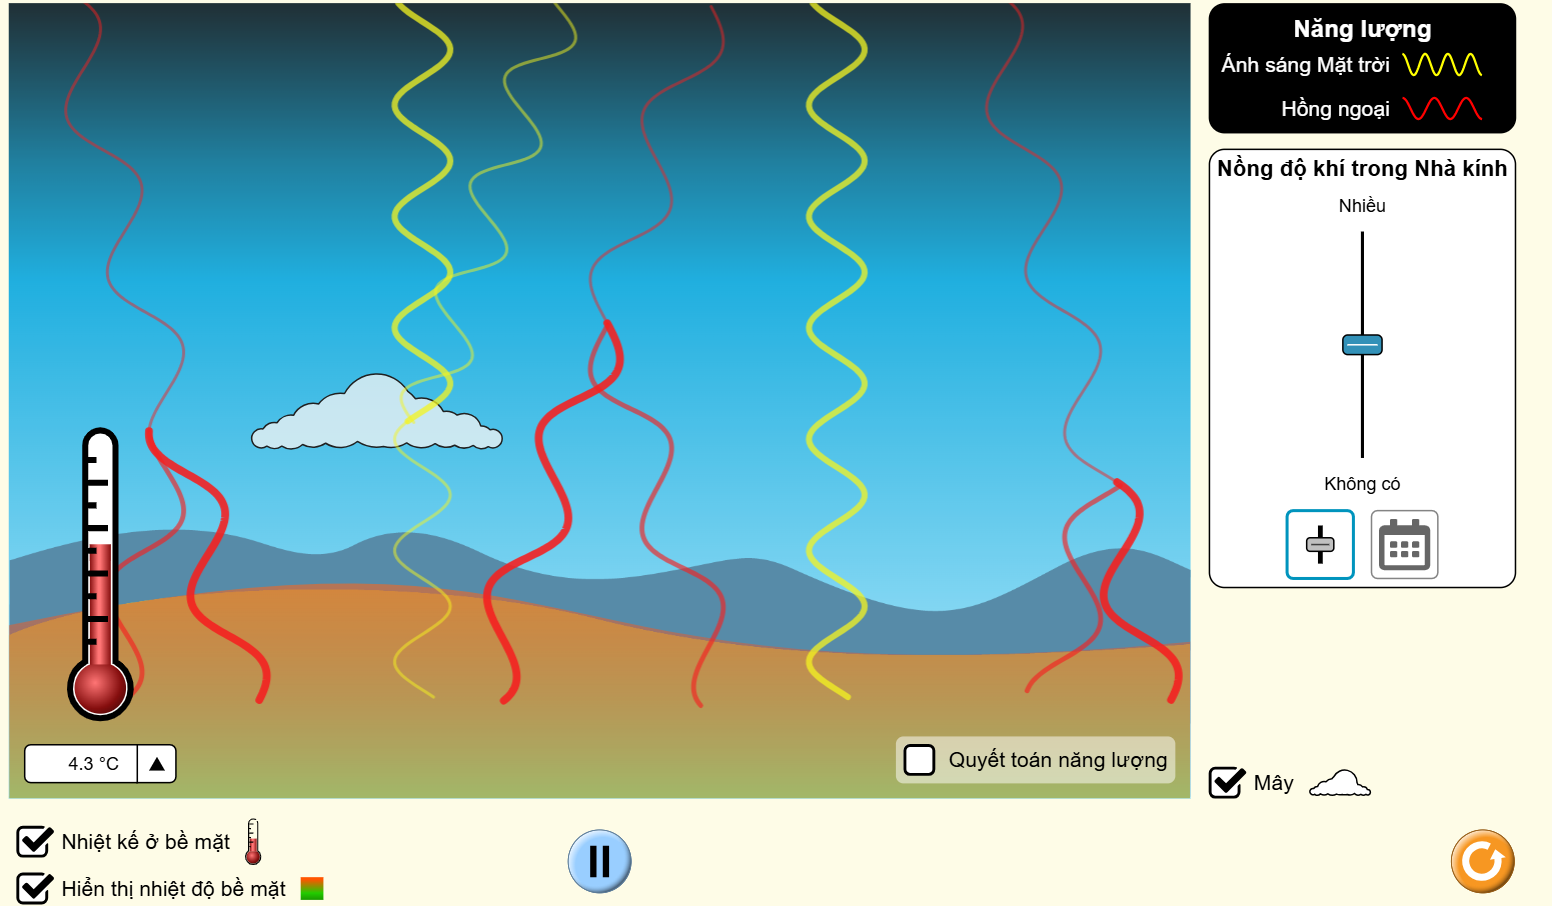 Năng lượng
Ánh sáng Mặt trời
Hồng ngoại
Nồng độ khí trong Nhà kính
Nhiều
Không có
4.3 °C
Quyết toán năng lượng
Mây
Nhiệt kế ở bề mặt
Hiển thị nhiệt độ bề mặt